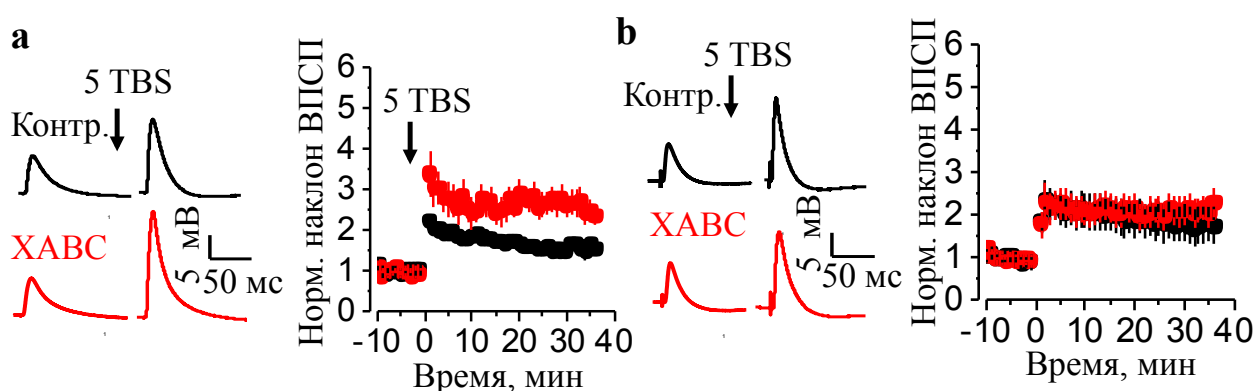 a
5 TBS
Контр.
ХАВС
5 мВ
50 мс
Норм. наклон ВПСП
6
5
4
3
2
1
0
5 TBS
-10 0 10 20 30 40
Время, мин
b
5 TBS
Контр.
ХАВС
5 мВ
50 мс
Норм. наклон ВПСП
6
5
4
3
2
1
0
-10 0 10 20 30 40
Время, мин